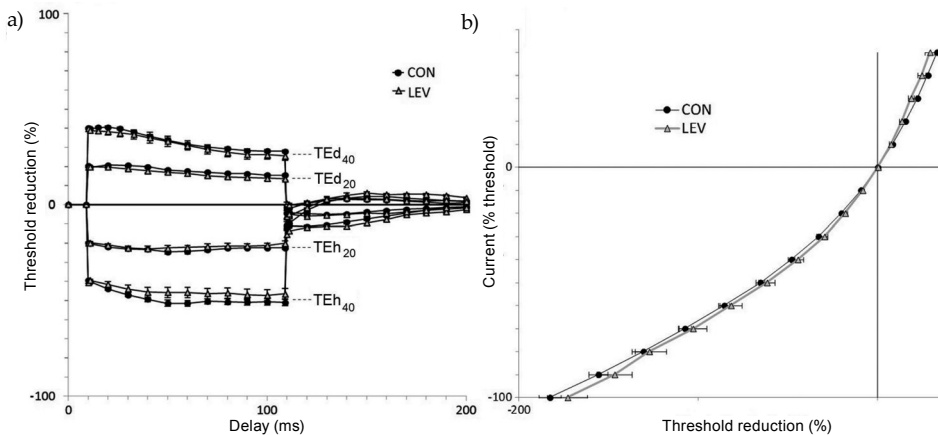 a)
100
CON
LEV
Threshold reduction (%)
TEd40
TEd20
0
TEh20
TEh40
-100
0
100
200
Delay (ms)
b)
CON
LEV
Current (% threshold)
0
-100
-200
0
Threshold reduction (%)